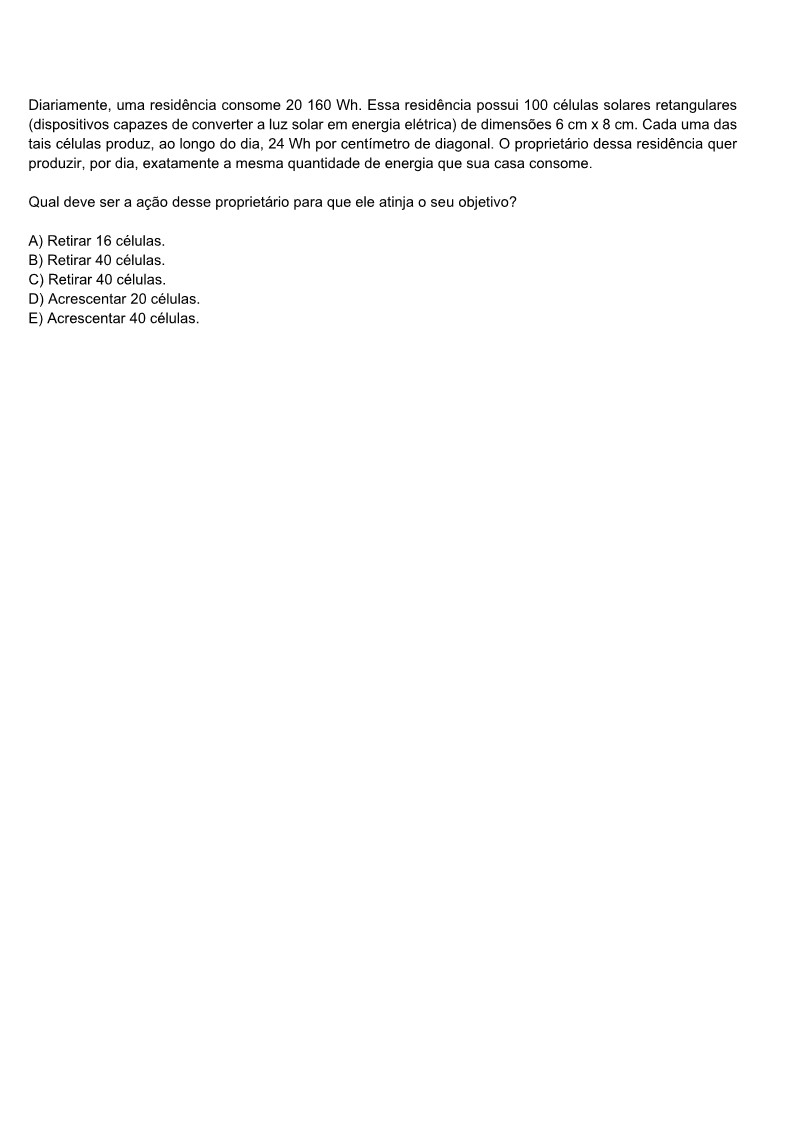 Diariamente, uma residência consome 20 160 Wh. Essa residência possui 100 células solares retangulares
(dispositivos capazes de converter a luz solar em energia elétrica) de dimensões 6 cm x 8 cm. Cada uma das
tais células produz, ao longo do dia, 24 Wh por centímetro de diagonal. O proprietário dessa residência quer
produzir, por dia, exatamente a mesma quantidade de energia que sua casa consome.
Qual deve ser a ação desse proprietário para que ele atinja o seu objetivo?
A) Retirar 16 células.
B) Retirar 40 células.
C) Retirar 40 células.
D) Acrescentar 20 células.
E) Acrescentar 40 células.